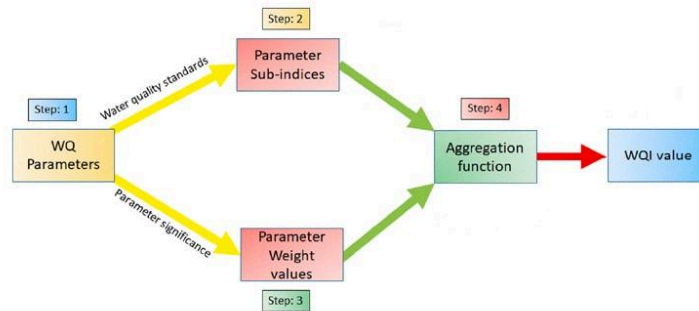 Step: 1
WQ
Parameters
Water quality standards
Parameter significance
Step: 2
Parameter
Sub-indices
Parameter
Weight
values
Step: 3
Step: 4
Aggregation
function
WQI value